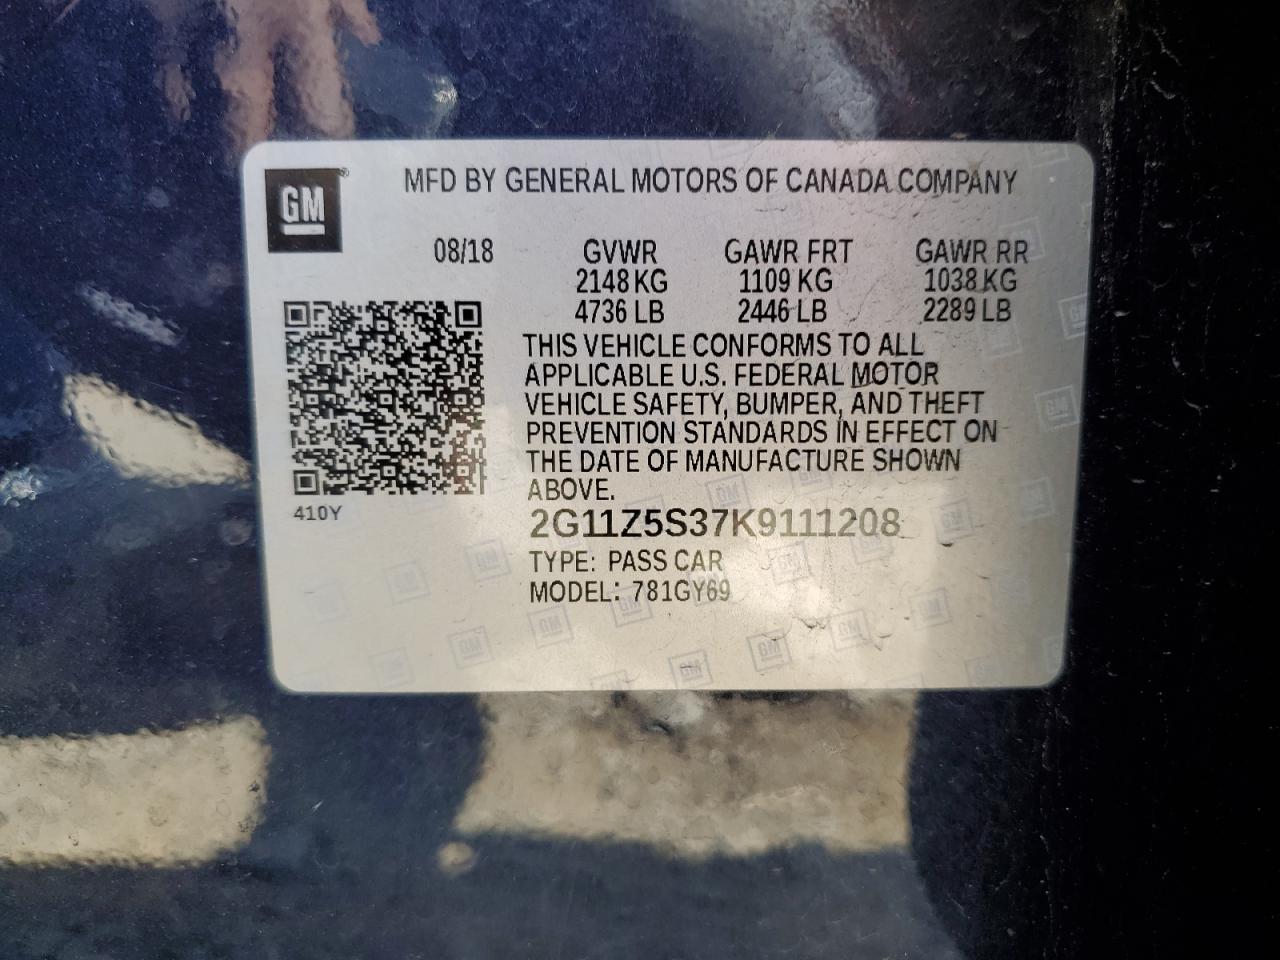 GM®
MFD BY GENERAL MOTORS OF CANADA COMPANY
08/18 GVWR GAWR FRT GAWR RR
2148 KG 1109 KG 1038 KG
4736 LB 2446 LB 2289 LB
THIS VEHICLE CONFORMS TO ALL
APPLICABLE U.S. FEDERAL MOTOR
VEHICLE SAFETY, BUMPER, AND THEFT
PREVENTION STANDARDS IN EFFECT ON
THE DATE OF MANUFACTURE SHOWN
ABOVE.
410Y
2G11Z5S37K9111208
TYPE: PASS CAR
MODEL: 781GY69